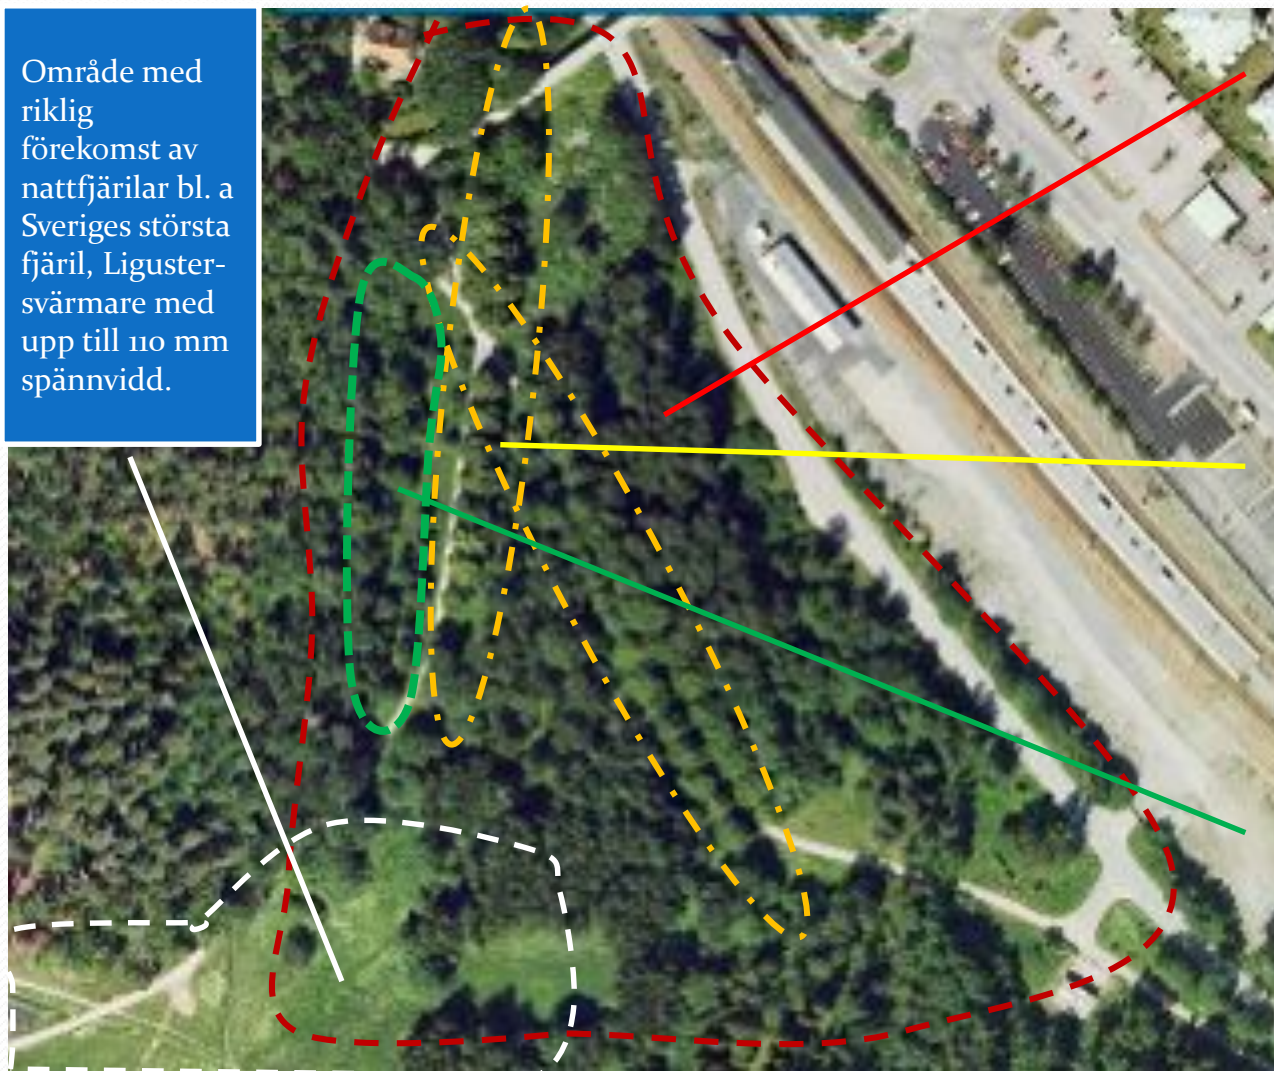 Område med
riklig
förekomst av
nattfjärilar bl. a
Sveriges största
fjäril, Liguster-
svärmare med
upp till 110 mm
spännvidd.